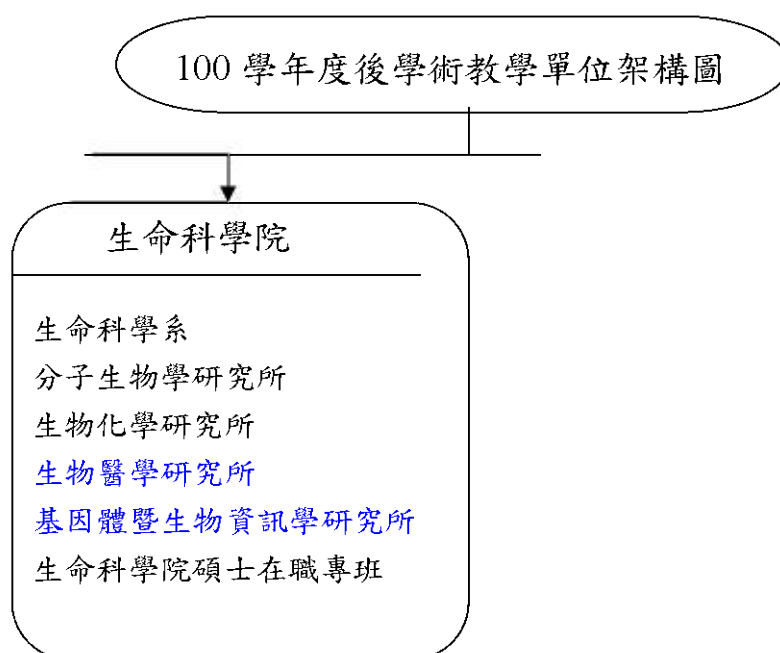 100 學年度後學術教學單位架構圖
生命科學院
生命科學系
分子生物學研究所
生物化學研究所
生物醫學研究所
基因體暨生物資訊學研究所
生命科學院碩士在職專班